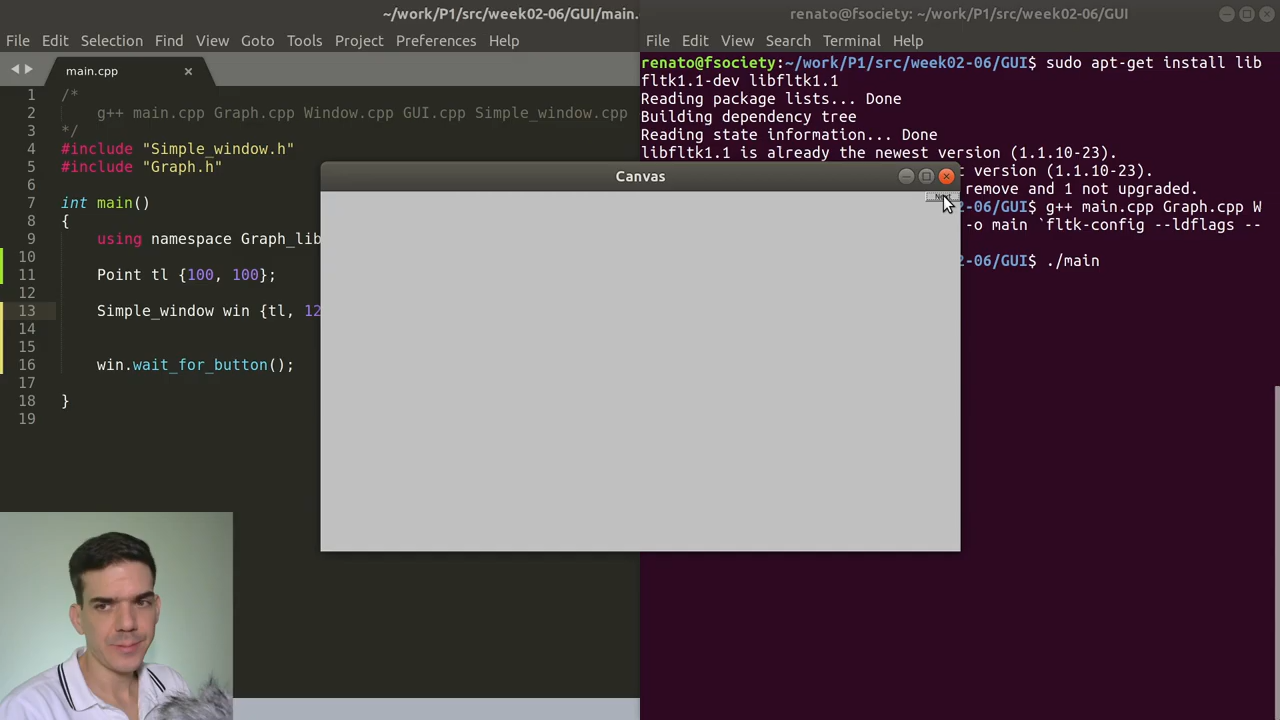 ~/work/P1/src/week02-06/GUI/main.
File Edit Selection Find View Goto Tools Project Preferences Help
main.cpp ×
1 /*
2 g++ main.cpp Graph.cpp Window.cpp GUI.cpp Simple_window.cpp
3 */
4 #include "Simple_window.h"
5 #include "Graph.h"
6
7 int main()
8 {
9 using namespace Graph_lib
10
11 Point tl {100, 100};
12
13 Simple_window win {tl, 12
14
15
16 win.wait_for_button();
17
18 }
19
Canvas
renato@fsociety: ~/work/P1/src/week02-06/GUI
File Edit View Search Terminal Help
renato@fsociety:~/work/P1/src/week02-06/GUI$ sudo apt-get install lib
fltk1.1-dev libfltk1.1
Reading package lists... Done
Building dependency tree
Reading state information... Done
libfltk1.1 is already the newest version (1.1.10-23).
t version (1.1.10-23).
remove and 1 not upgraded.
2-06/GUI$ g++ main.cpp Graph.cpp W
-o main `fltk-config --ldflags --
2-06/GUI$ ./main